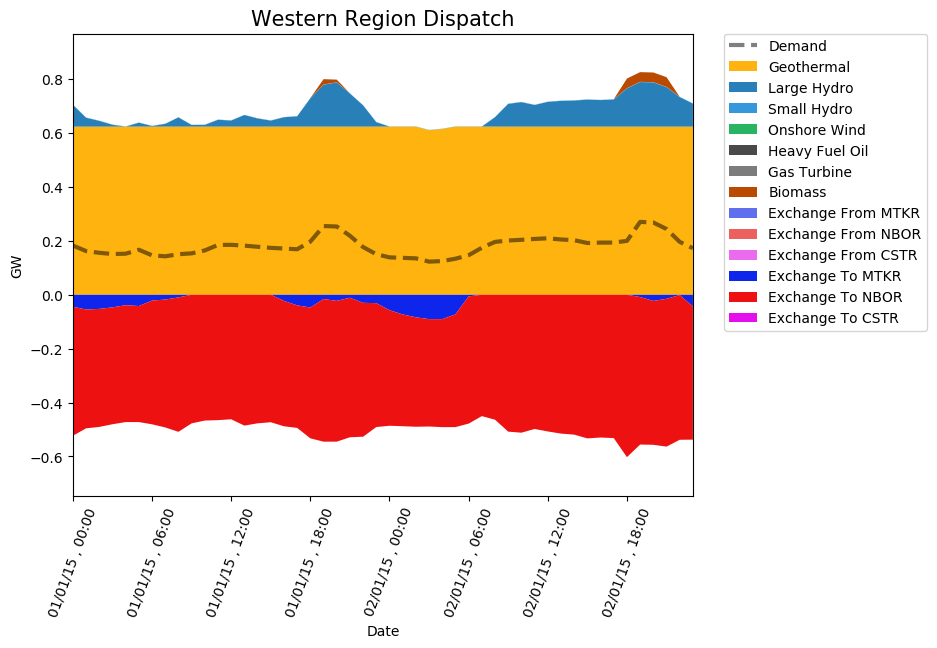 Western Region Dispatch
GW
0.8
0.6
0.4
0.2
0.0
−0.2
−0.4
−0.6
01/01/15 , 00:00
01/01/15 , 06:00
01/01/15 , 12:00
01/01/15 , 18:00
02/01/15 , 00:00
02/01/15 , 06:00
02/01/15 , 12:00
02/01/15 , 18:00
Date
Demand
Geothermal
Large Hydro
Small Hydro
Onshore Wind
Heavy Fuel Oil
Gas Turbine
Biomass
Exchange From MTKR
Exchange From NBOR
Exchange From CSTR
Exchange To MTKR
Exchange To NBOR
Exchange To CSTR